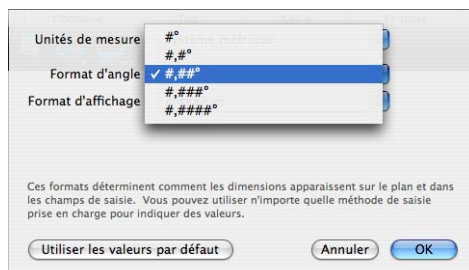 Unités de mesure
#°
#,#°
Format d'angle ✓ #,##°
Format d'affichage
#,###°
#,####°
Ces formats déterminent comment les dimensions apparaissent sur le plan et dans
les champs de saisie. Vous pouvez utiliser n'importe quelle méthode de saisie
prise en charge pour indiquer des valeurs.
Utiliser les valeurs par défaut
Annuler
OK